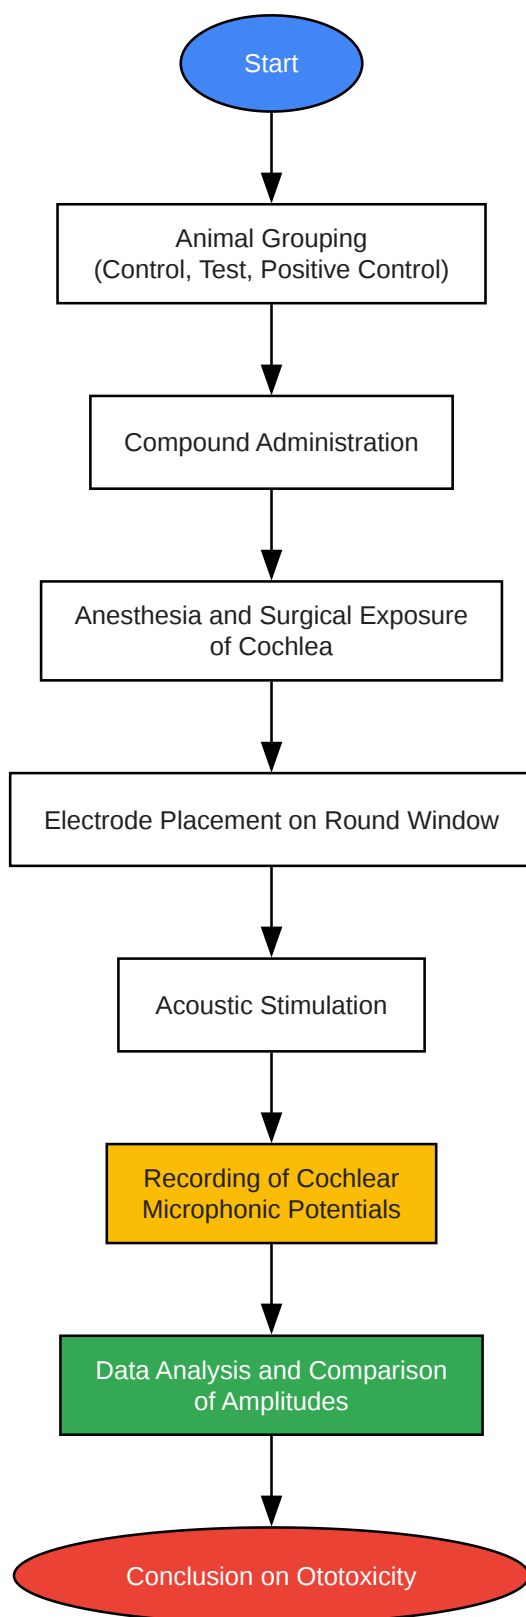 Start
Animal Grouping
(Control, Test, Positive Control)
Compound Administration
Anesthesia and Surgical Exposure
of Cochlea
Electrode Placement on Round Window
Acoustic Stimulation
Recording of Cochlear
Microphonic Potentials
Data Analysis and Comparison
of Amplitudes
Conclusion on Ototoxicity